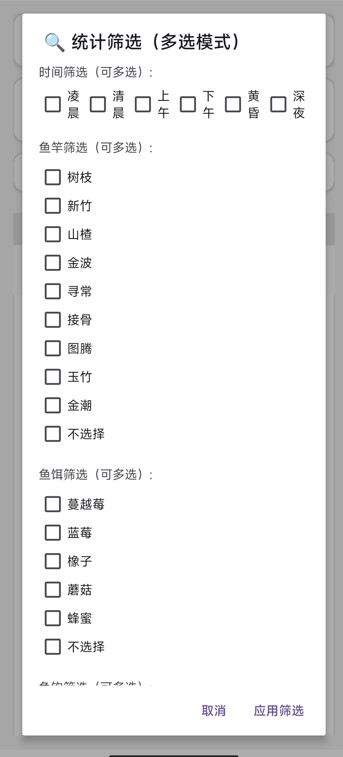 🔍 统计筛选（多选模式）
时间筛选（可多选）:
凌晨 清晨 上午 下午 黄昏 深夜
鱼竿筛选（可多选）:
树枝
新竹
山楂
金波
寻常
接骨
图腾
玉竹
金潮
不选择
鱼饵筛选（可多选）:
蔓越莓
蓝莓
橡子
蘑菇
蜂蜜
不选择
取消 应用筛选